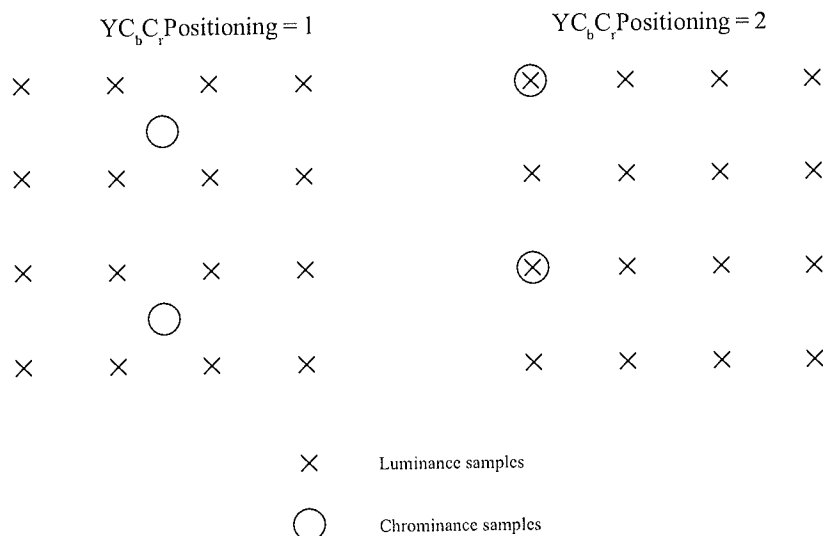 YCbCrPositioning = 1
YCbCrPositioning = 2
Luminance samples
Chrominance samples